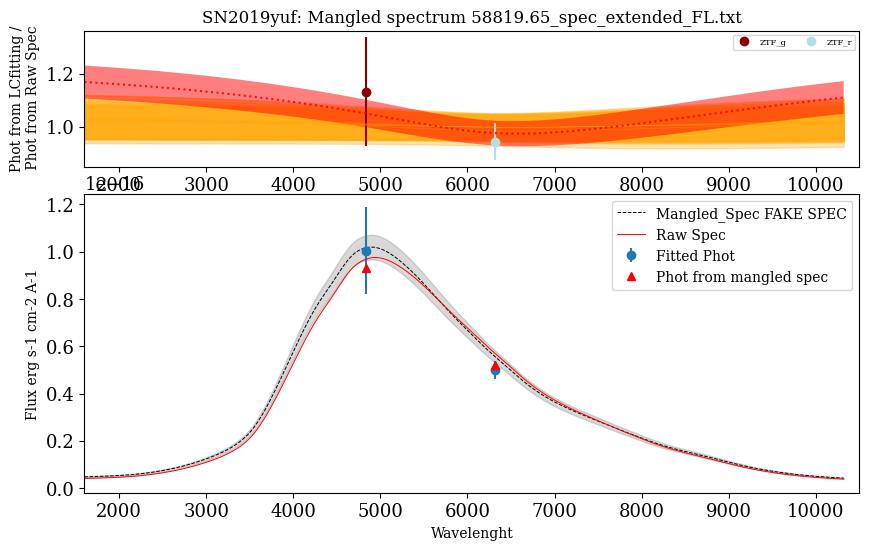 SN2019yuf: Mangled spectrum 58819.65_spec_extended_FL.txt
Phot from LCfitting /
Phot from Raw Spec
1.2
1.0
ZTF_g
ZTF_r
2000 3000 4000 5000 6000 7000 8000 9000 10000
1e−16
Flux erg s-1 cm-2 A-1
1.2
1.0
0.8
0.6
0.4
0.2
0.0
Mangled_Spec FAKE SPEC
Raw Spec
Fitted Phot
Phot from mangled spec
2000 3000 4000 5000 6000 7000 8000 9000 10000
Wavelenght